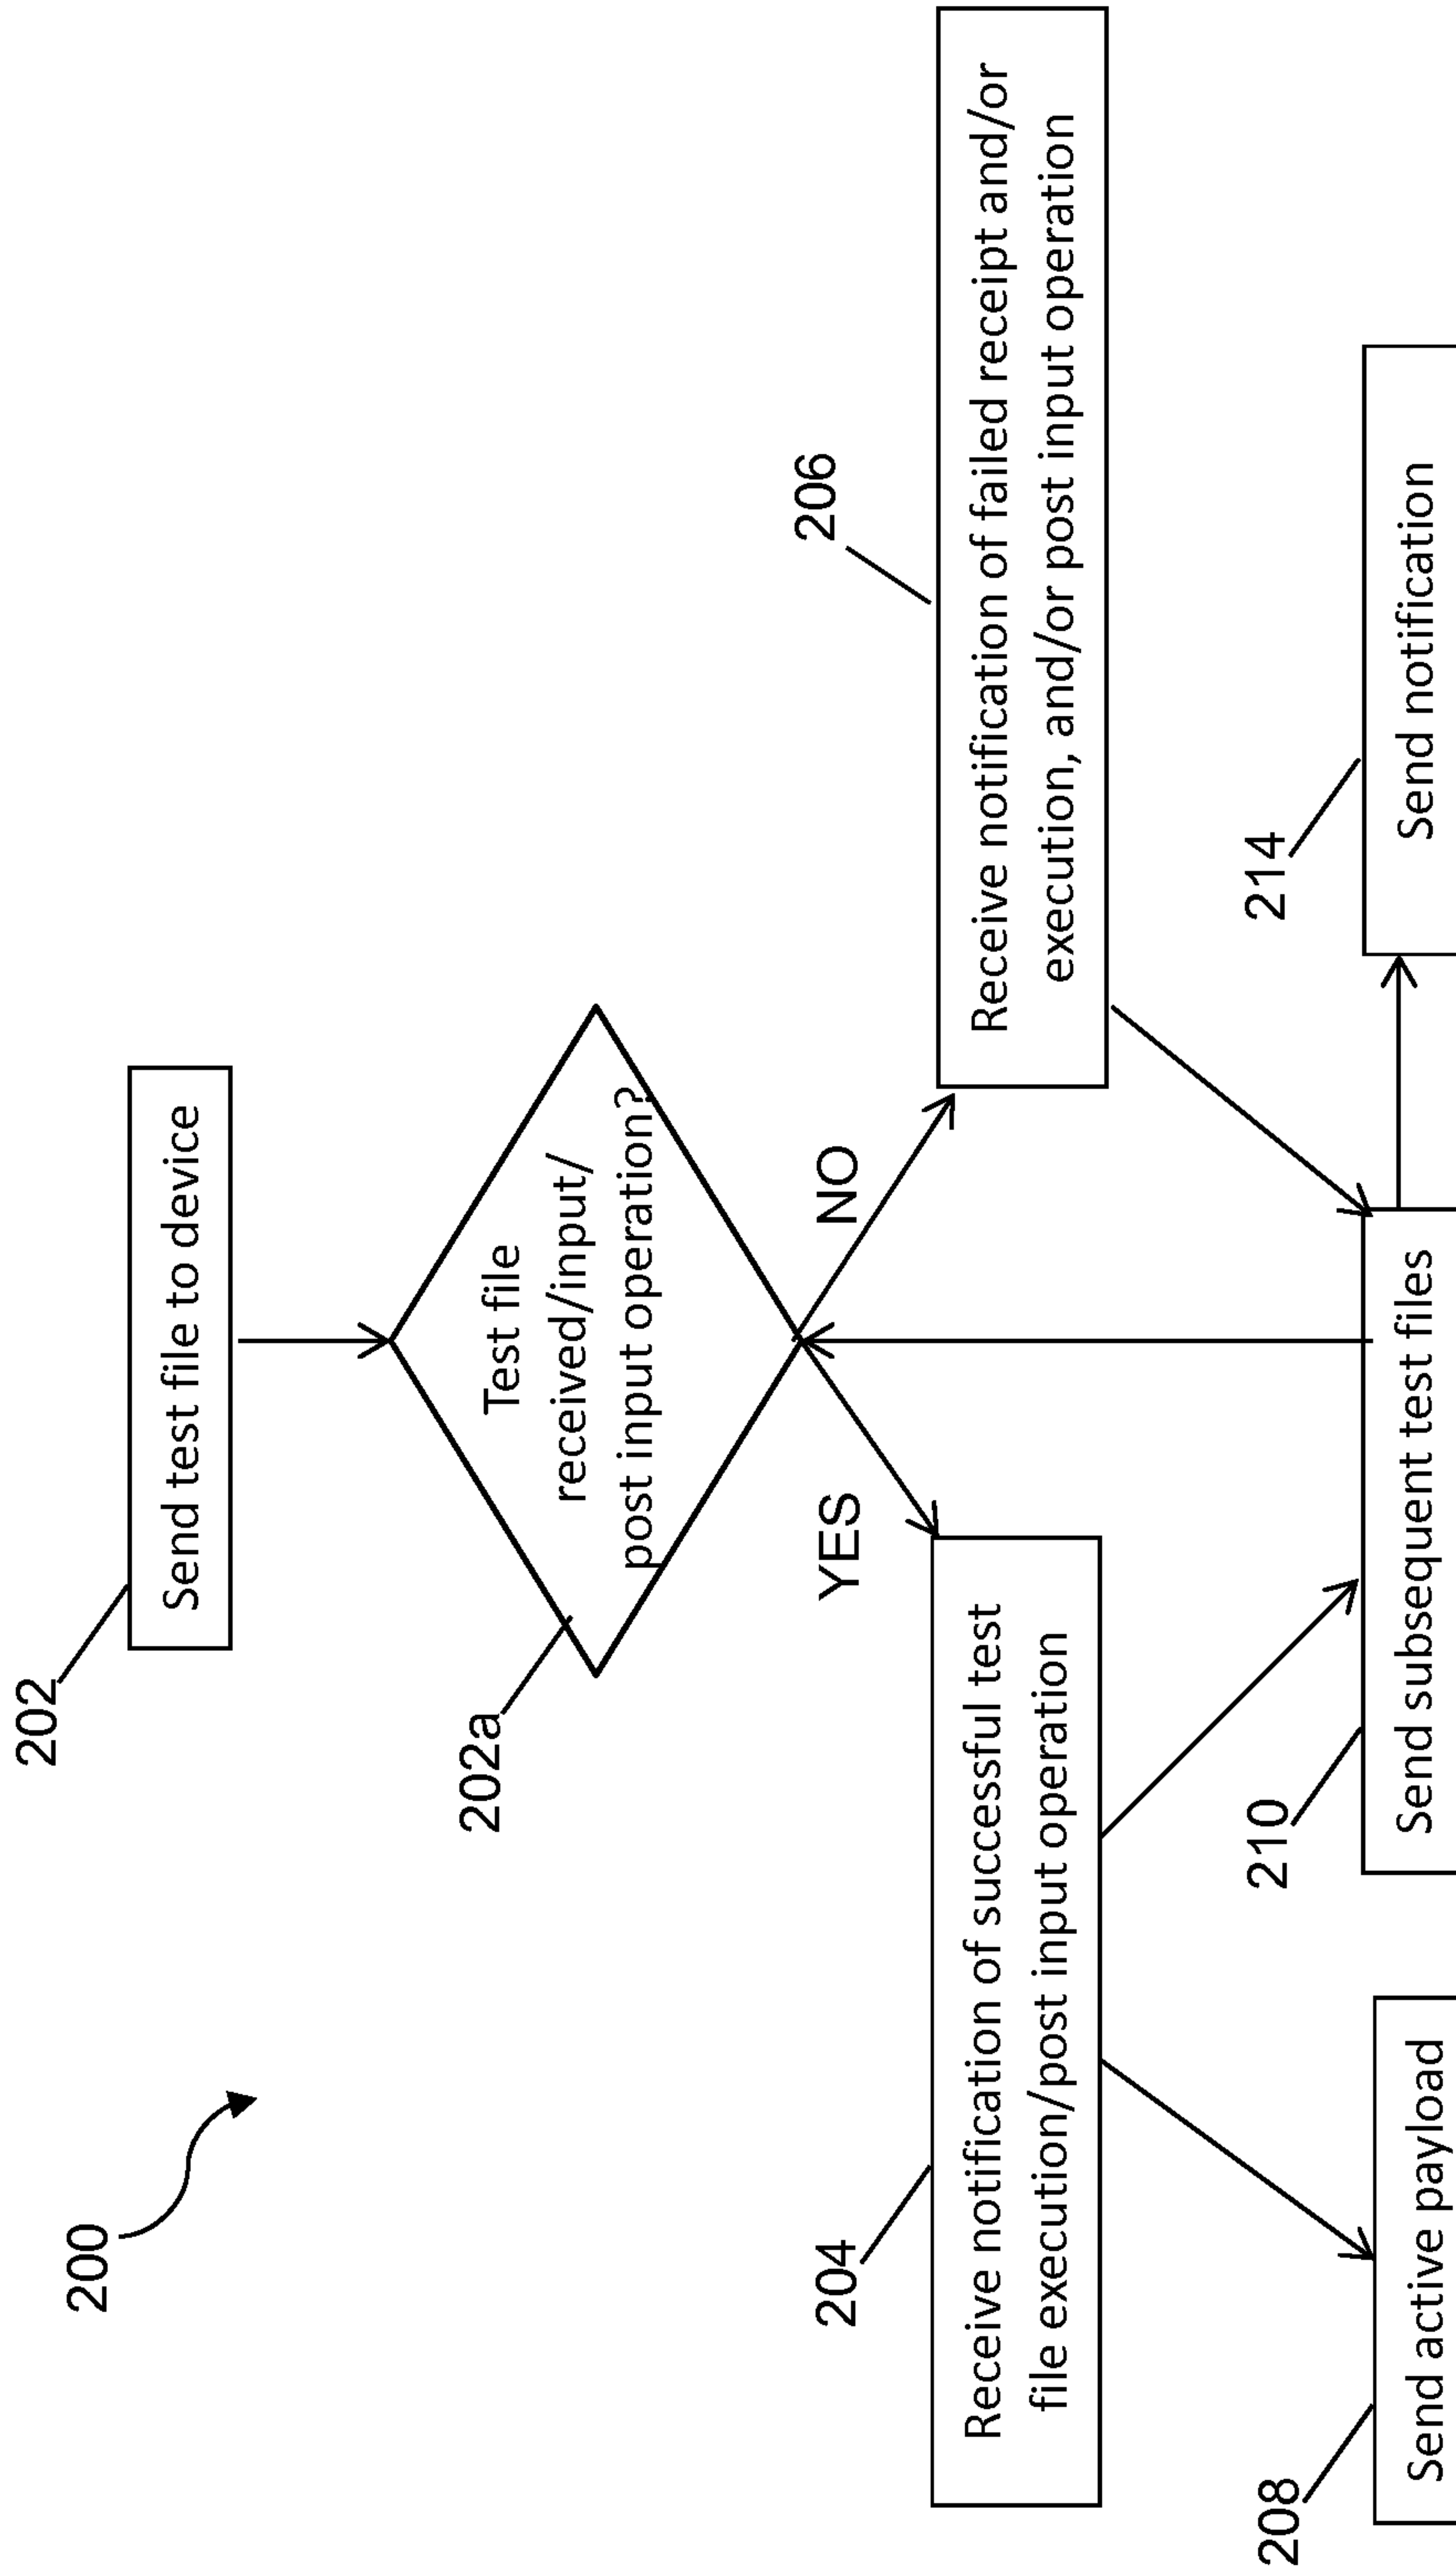 200
202
Send test file to device
202a
Test file
received/input/
post input operation?
YES
NO
204
Receive notification of successful test
file execution/post input operation
206
Receive notification of failed receipt and/or
execution, and/or post input operation
208
Send active payload
210
Send subsequent test files
214
Send notification